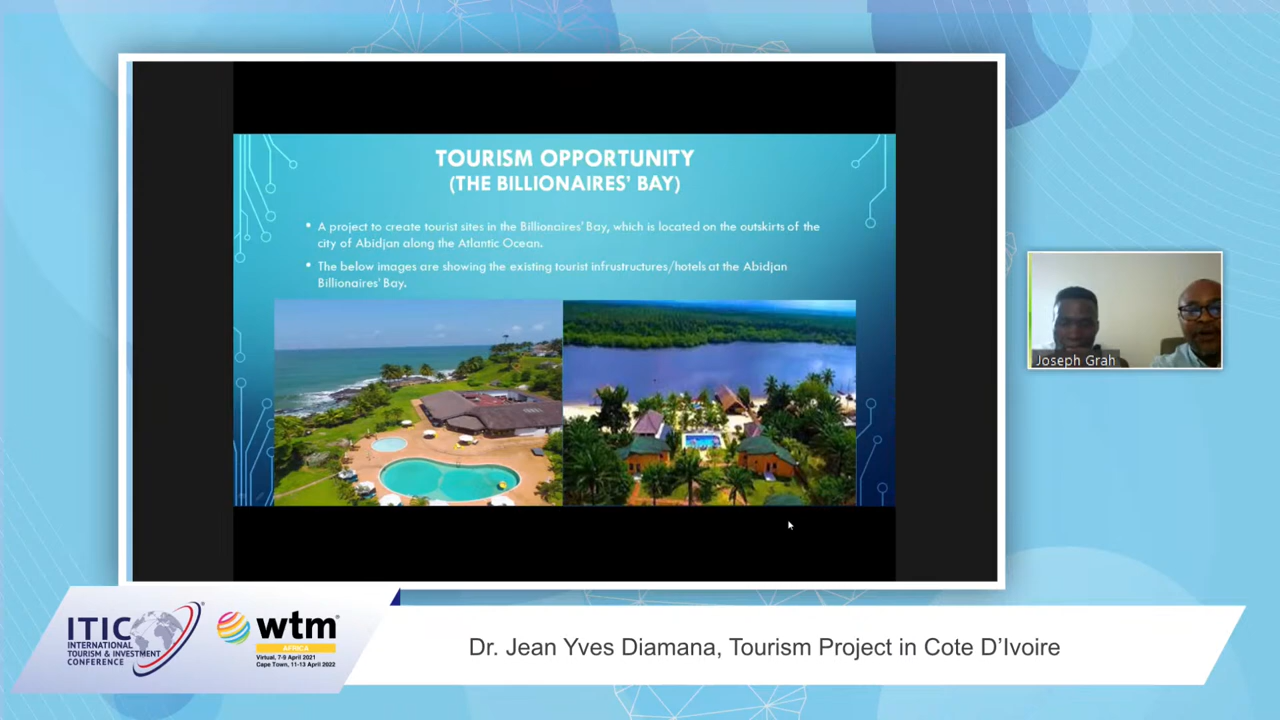 TOURISM OPPORTUNITY
(THE BILLIONAIRES' BAY)
• A project to create tourist sites in the Billionaires' Bay, which is located on the outskirts of the
city of Abidjan along the Atlantic Ocean.
• The below images are showing the existing tourist infrustructures/hotels at the Abidjan
Billionaires' Bay.
Joseph Grah
ITIC
INTERNATIONAL
TOURISM & INVESTMENT
CONFERENCE
wtm
AFRICA
Virtual, 7-9 April 2021
Cape Town, 11-13 April 2022
Dr. Jean Yves Diamana, Tourism Project in Cote D’Ivoire